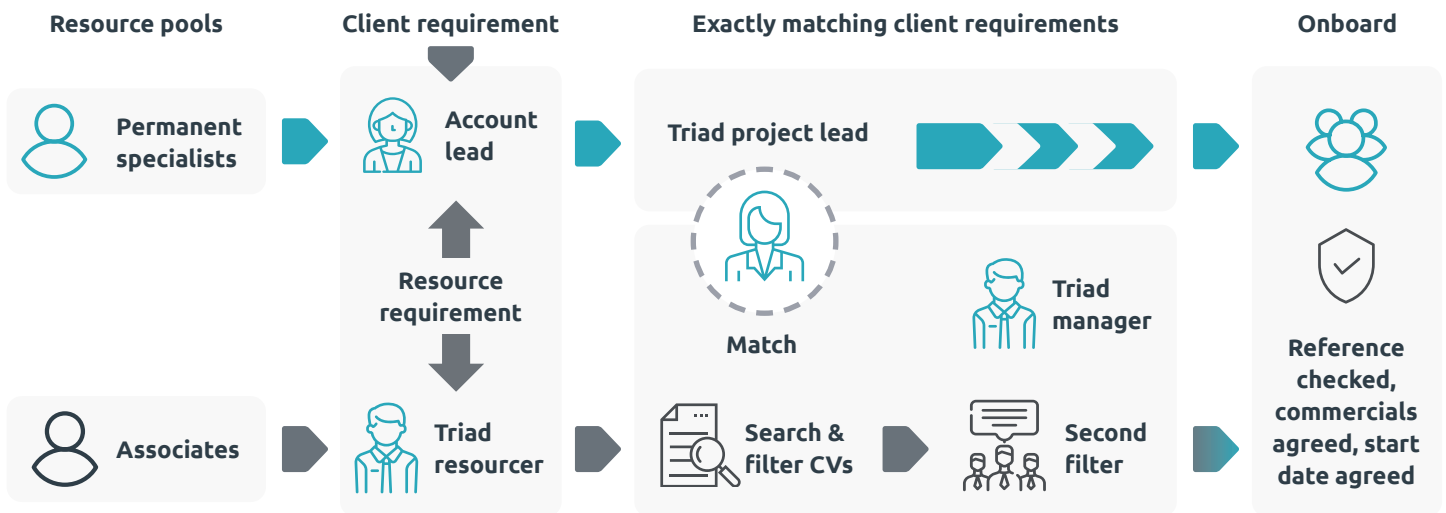 Resource pools
Client requirement
Exactly matching client requirements
Onboard
Permanent
specialists
Account
lead
Triad project lead
Resource
requirement
Match
Triad
manager
Associates
Triad
resourcer
Search &
filter CVs
Second
filter
Reference
checked,
commercials
agreed, start
date agreed